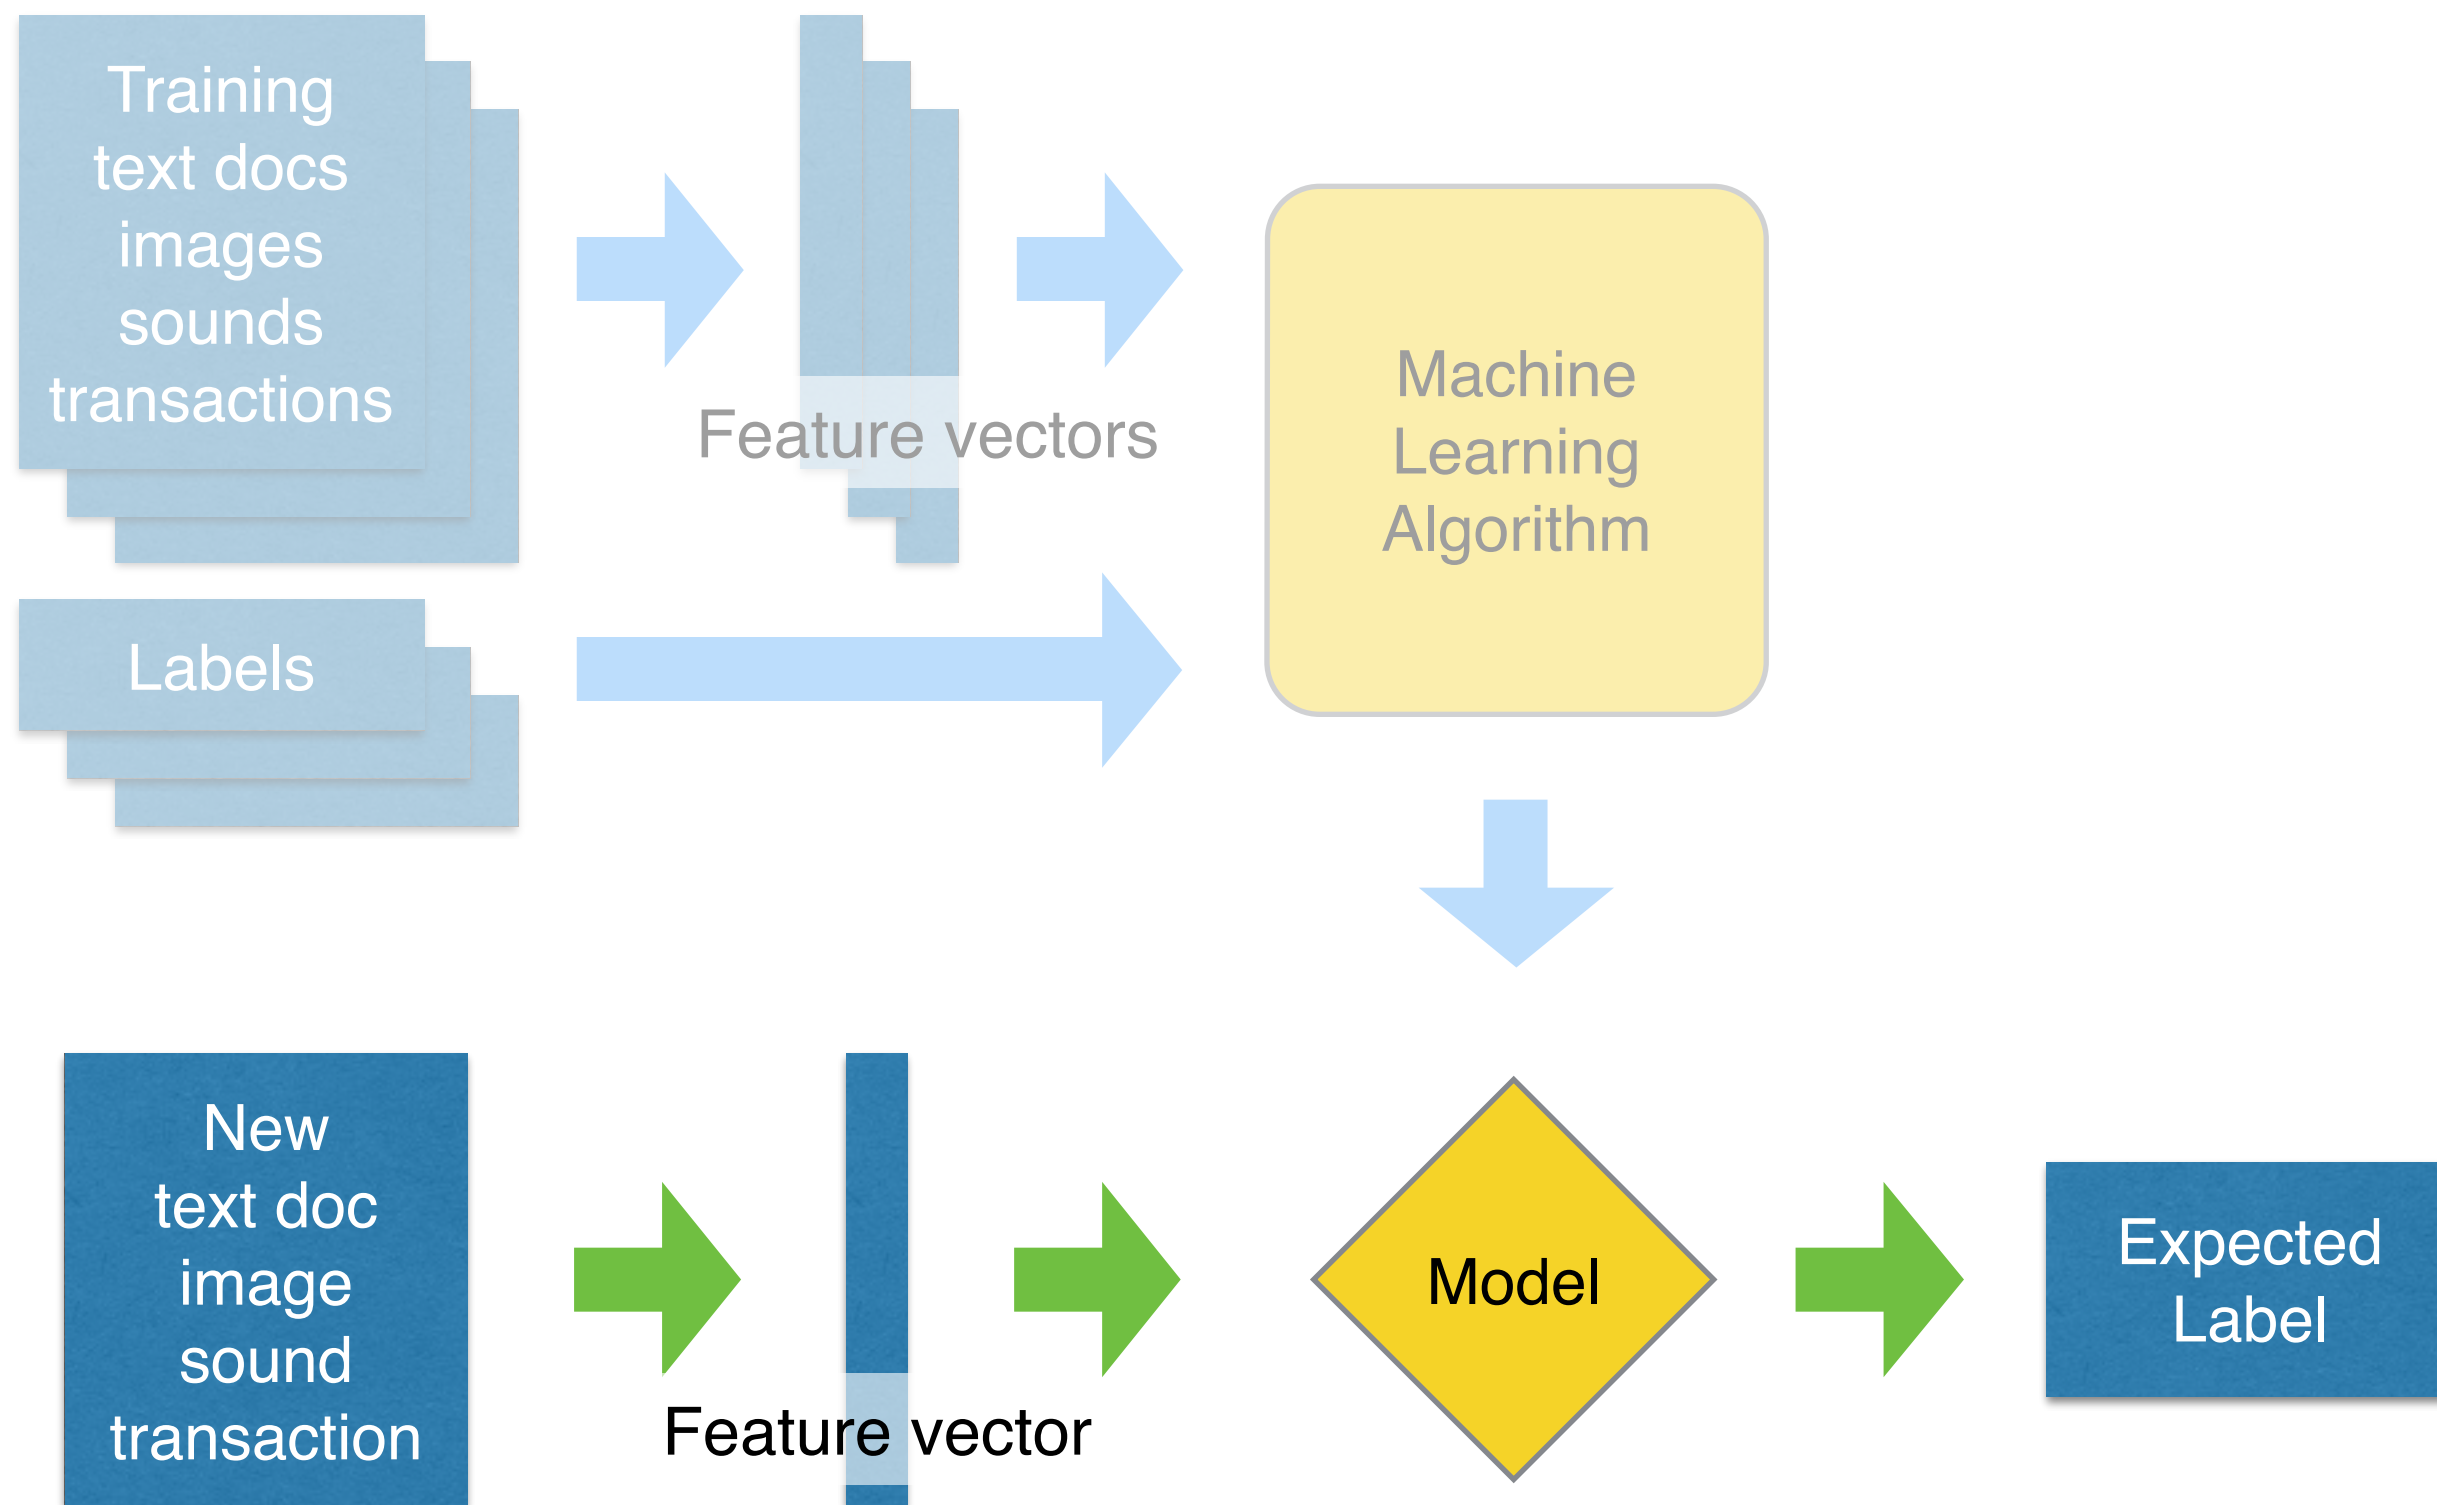 Training
text docs
images
sounds
transactions
Feature vectors
Machine
Learning
Algorithm
Labels
New
text doc
image
sound
transaction
Feature vector
Model
Expected
Label